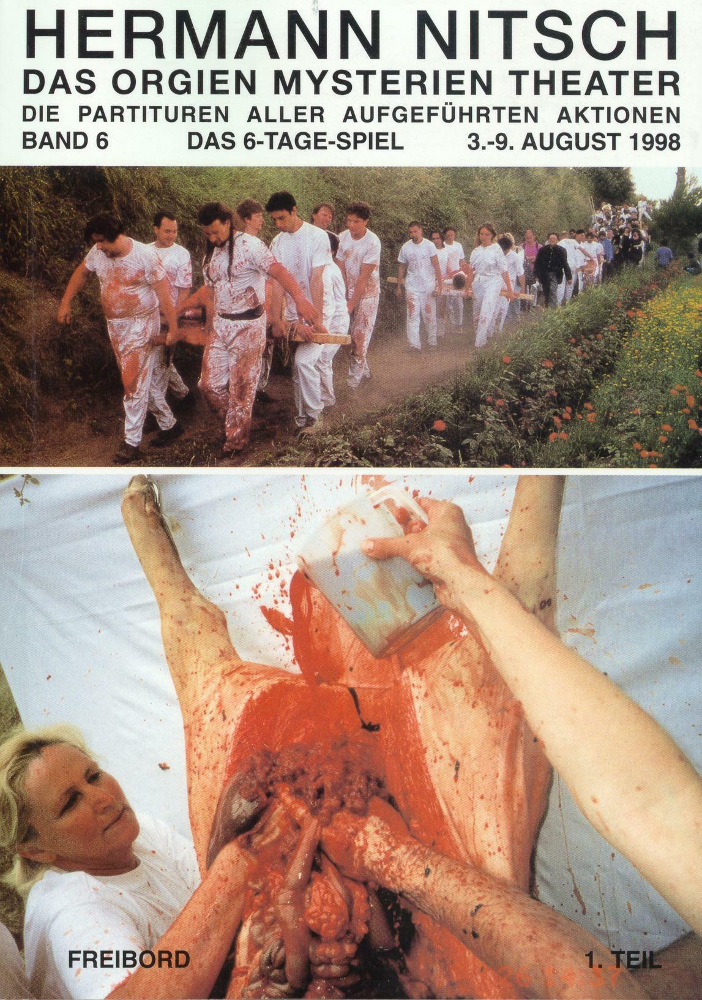 HERMANN NITSCH
DAS ORGIEN MYSTERIEN THEATER
DIE PARTITUREN ALLER AUFGEFÜHRTEN AKTIONEN
BAND 6 DAS 6-TAGE-SPIEL 3.-9. AUGUST 1998
FREIBORD 1. TEIL